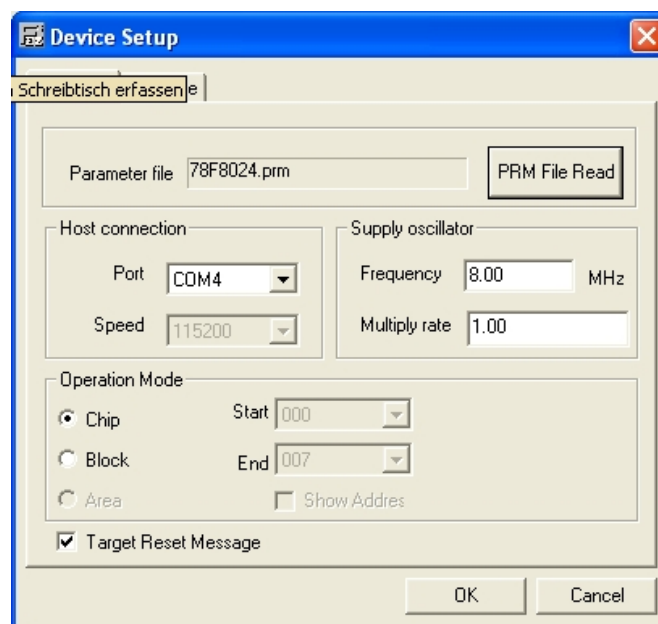 Device Setup
Schreibtisch erfassen
Parameter file 78F8024.prm PRM File Read
Host connection
Port COM4
Speed 115200
Supply oscillator
Frequency 8.00 MHz
Multiply rate 1.00
Operation Mode
Chip
Block
Area
Start 000
End 007
Show Addres
Target Reset Message
OK Cancel